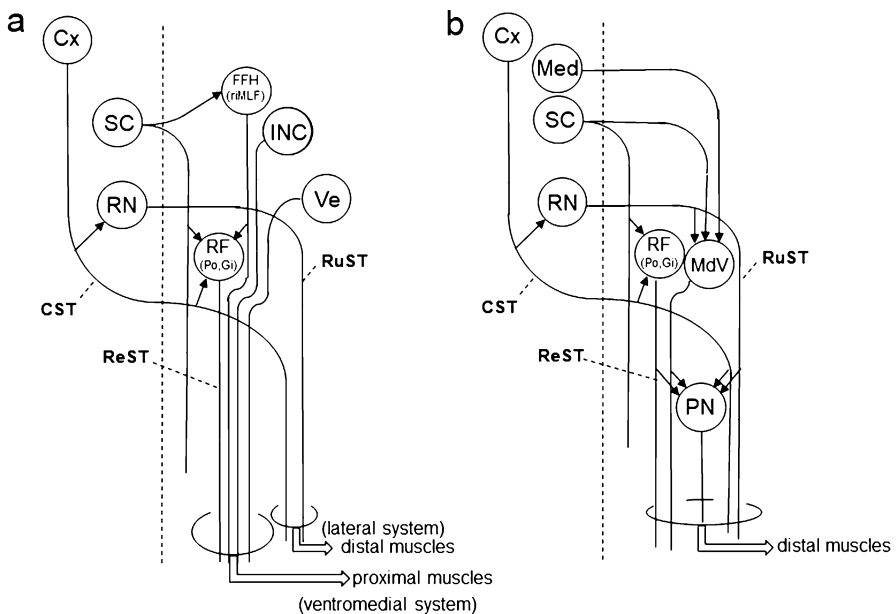 a
Cx
FFH
(riMLF)
SC
INC
RN
Ve
RF
(Po,Gi)
RuST
CST
ReST
(lateral system)
distal muscles
proximal muscles
(ventromedial system)
b
Cx
Med
SC
RN
RF
(Po,Gi)
MdV
RuST
CST
ReST
PN
distal muscles